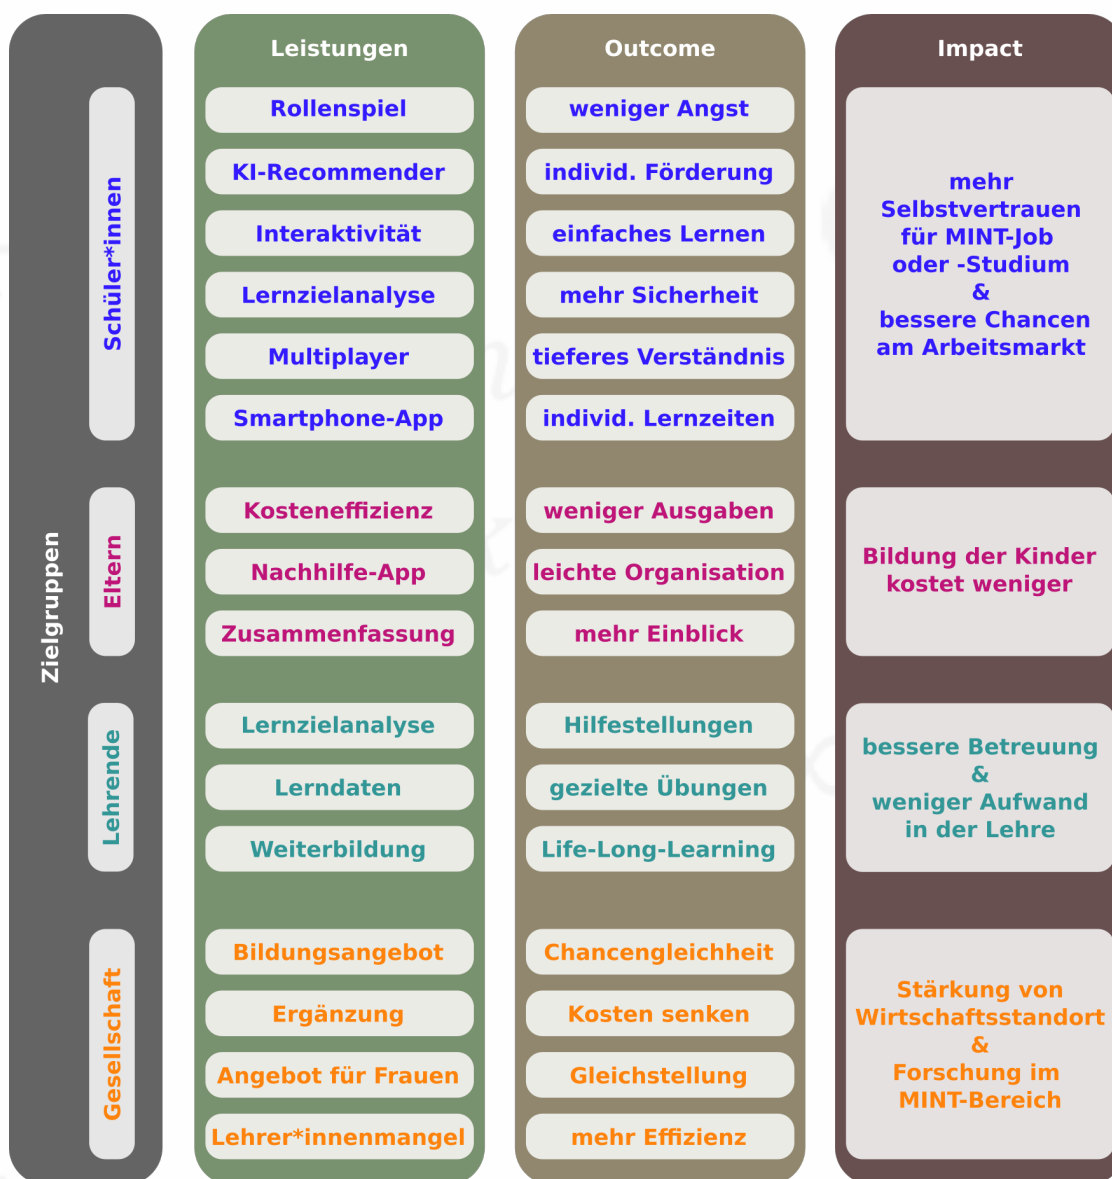 Leistungen
Outcome
Impact
Zielgruppen
Schüler*innen
Rollenspiel
weniger Angst
KI-Recommender
individ. Förderung
Interaktivität
einfaches Lernen
Lernzielanalyse
mehr Sicherheit
Multiplayer
tieferes Verständnis
Smartphone-App
individ. Lernzeiten
mehr
Selbstvertrauen
für MINT-Job
oder -Studium
&
bessere Chancen
am Arbeitsmarkt
Eltern
Kosteneffizienz
weniger Ausgaben
Nachhilfe-App
leichte Organisation
Zusammenfassung
mehr Einblick
Bildung der Kinder
kostet weniger
Lehrende
Lernzielanalyse
Hilfestellungen
Lerndaten
gezielte Übungen
Weiterbildung
Life-Long-Learning
bessere Betreuung
&
weniger Aufwand
in der Lehre
Gesellschaft
Bildungsangebot
Chancengleichheit
Ergänzung
Kosten senken
Angebot für Frauen
Gleichstellung
Lehrer*innenmangel
mehr Effizienz
Stärkung von
Wirtschaftsstandort
&
Forschung im
MINT-Bereich